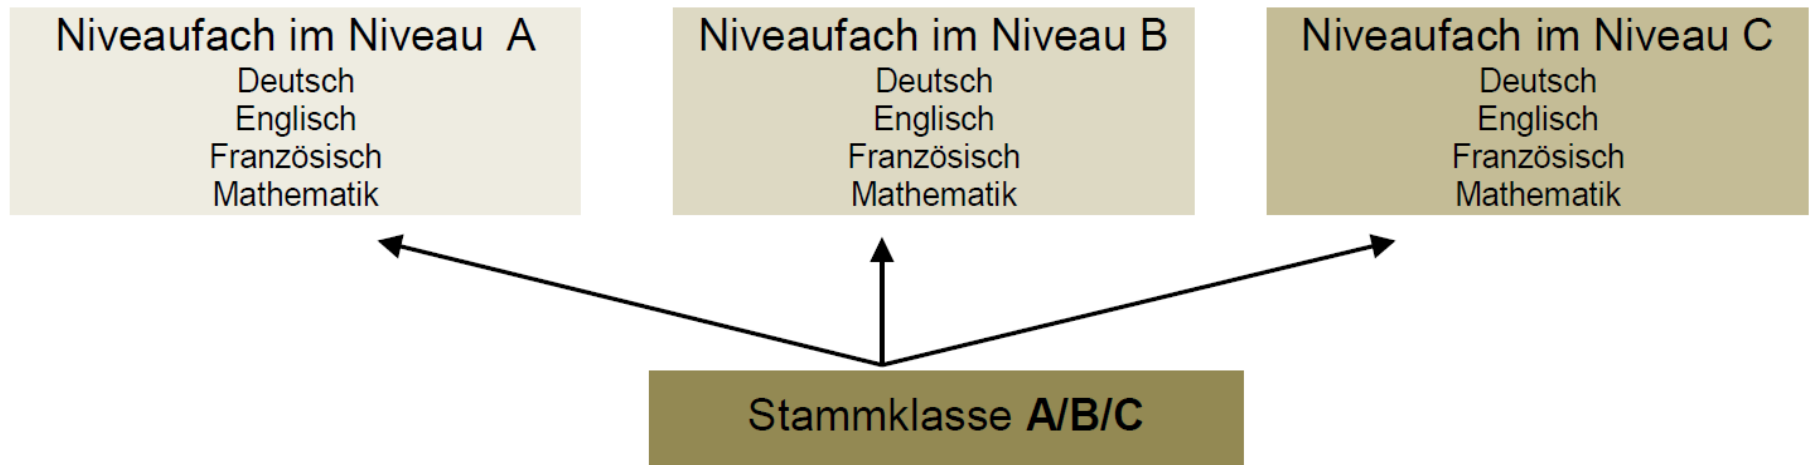 Niveaufach im Niveau A
Deutsch
Englisch
Französisch
Mathematik
Niveaufach im Niveau B
Deutsch
Englisch
Französisch
Mathematik
Niveaufach im Niveau C
Deutsch
Englisch
Französisch
Mathematik
Stammklasse A/B/C